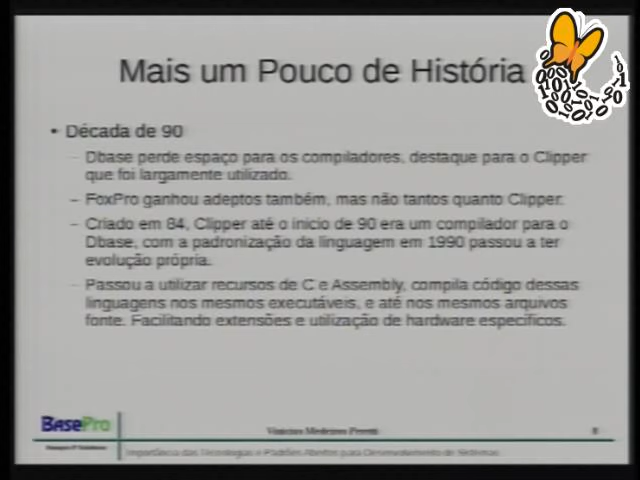 Mais um Pouco de História
• Década de 90
– Dbase perde espaço para os compiladores, destaque para o Clipper
que foi largamente utilizado.
– FoxPro ganhou adeptos também, mas não tantos quanto Clipper.
– Criado em 84, Clipper até o inicio de 90 era um compilador para o
Dbase, com a padronização da linguagem em 1990 passou a ter
evolução própria.
– Passou a utilizar recursos de C e Assembly, compila código dessas
linguagens nos mesmos executáveis, e até nos mesmos arquivos
fonte. Facilitando extensões e utilização de hardware específicos.
BasePro
Vinicius Medeiros
8
Importância das Tecnologias e Padrões Abertos para Desenvolvimento de Sistemas